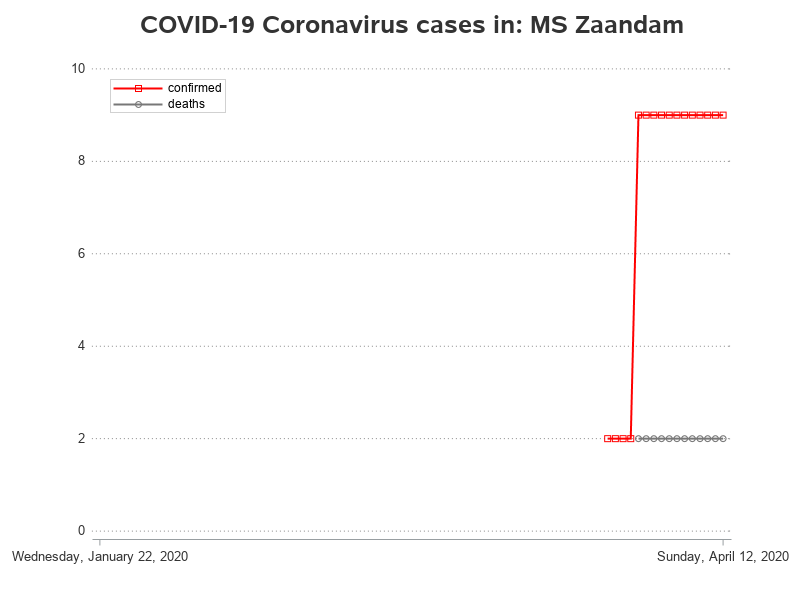 COVID-19 Coronavirus cases in: MS Zaandam
10
confirmed
deaths
8
6
4
2
0
Wednesday, January 22, 2020 Sunday, April 12, 2020